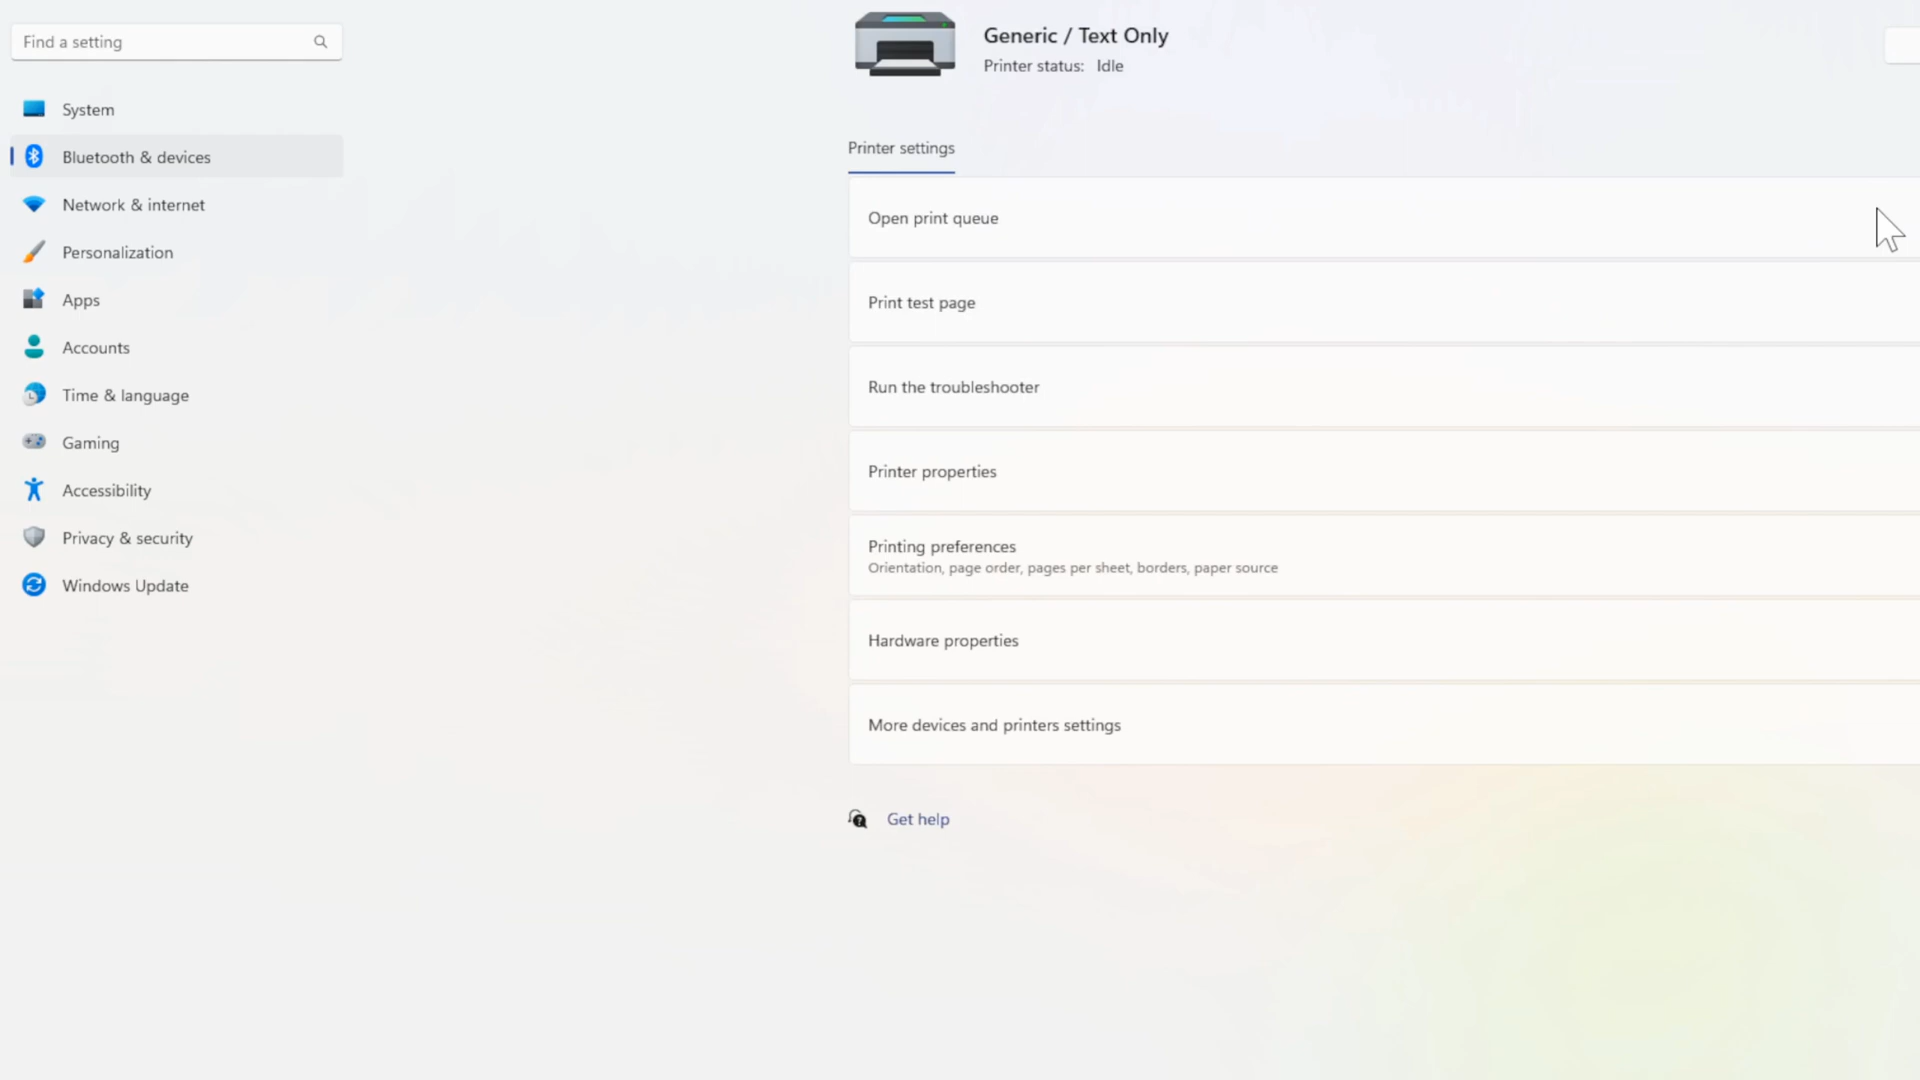 Find a setting
System
Bluetooth & devices
Network & internet
Personalization
Apps
Accounts
Time & language
Gaming
Accessibility
Privacy & security
Windows Update
Generic / Text Only
Printer status: Idle
Printer settings
Open print queue
Print test page
Run the troubleshooter
Printer properties
Printing preferences
Orientation, page order, pages per sheet, borders, paper source
Hardware properties
More devices and printers settings
Get help